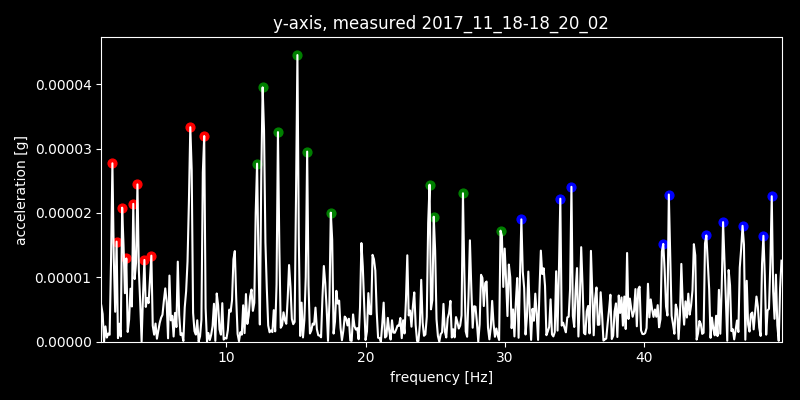 y-axis, measured 2017_11_18-18_20_02
acceleration [g]
0.00004
0.00003
0.00002
0.00001
0.00000
10 20 30 40
frequency [Hz]